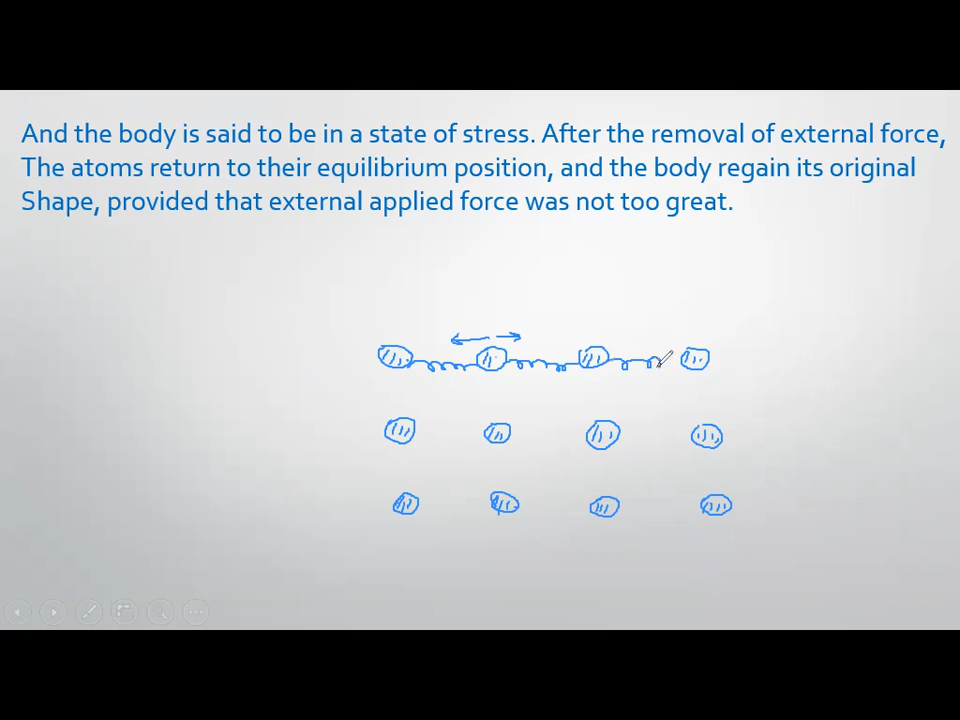 And the body is said to be in a state of stress. After the removal of external force,
The atoms return to their equilibrium position, and the body regain its original
Shape, provided that external applied force was not too great.